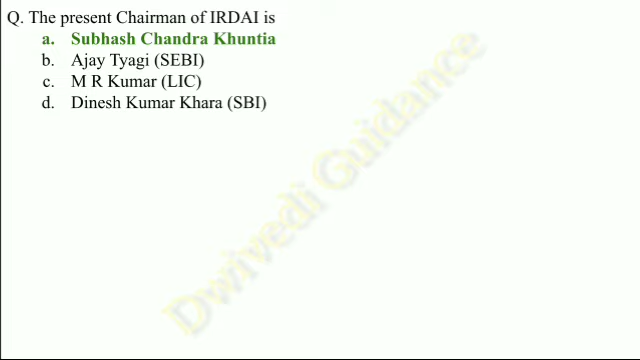 Q. The present Chairman of IRDAI is
a. Subhash Chandra Khuntia
b. Ajay Tyagi (SEBI)
c. M R Kumar (LIC)
d. Dinesh Kumar Khara (SBI)
Dwivedi Guidance